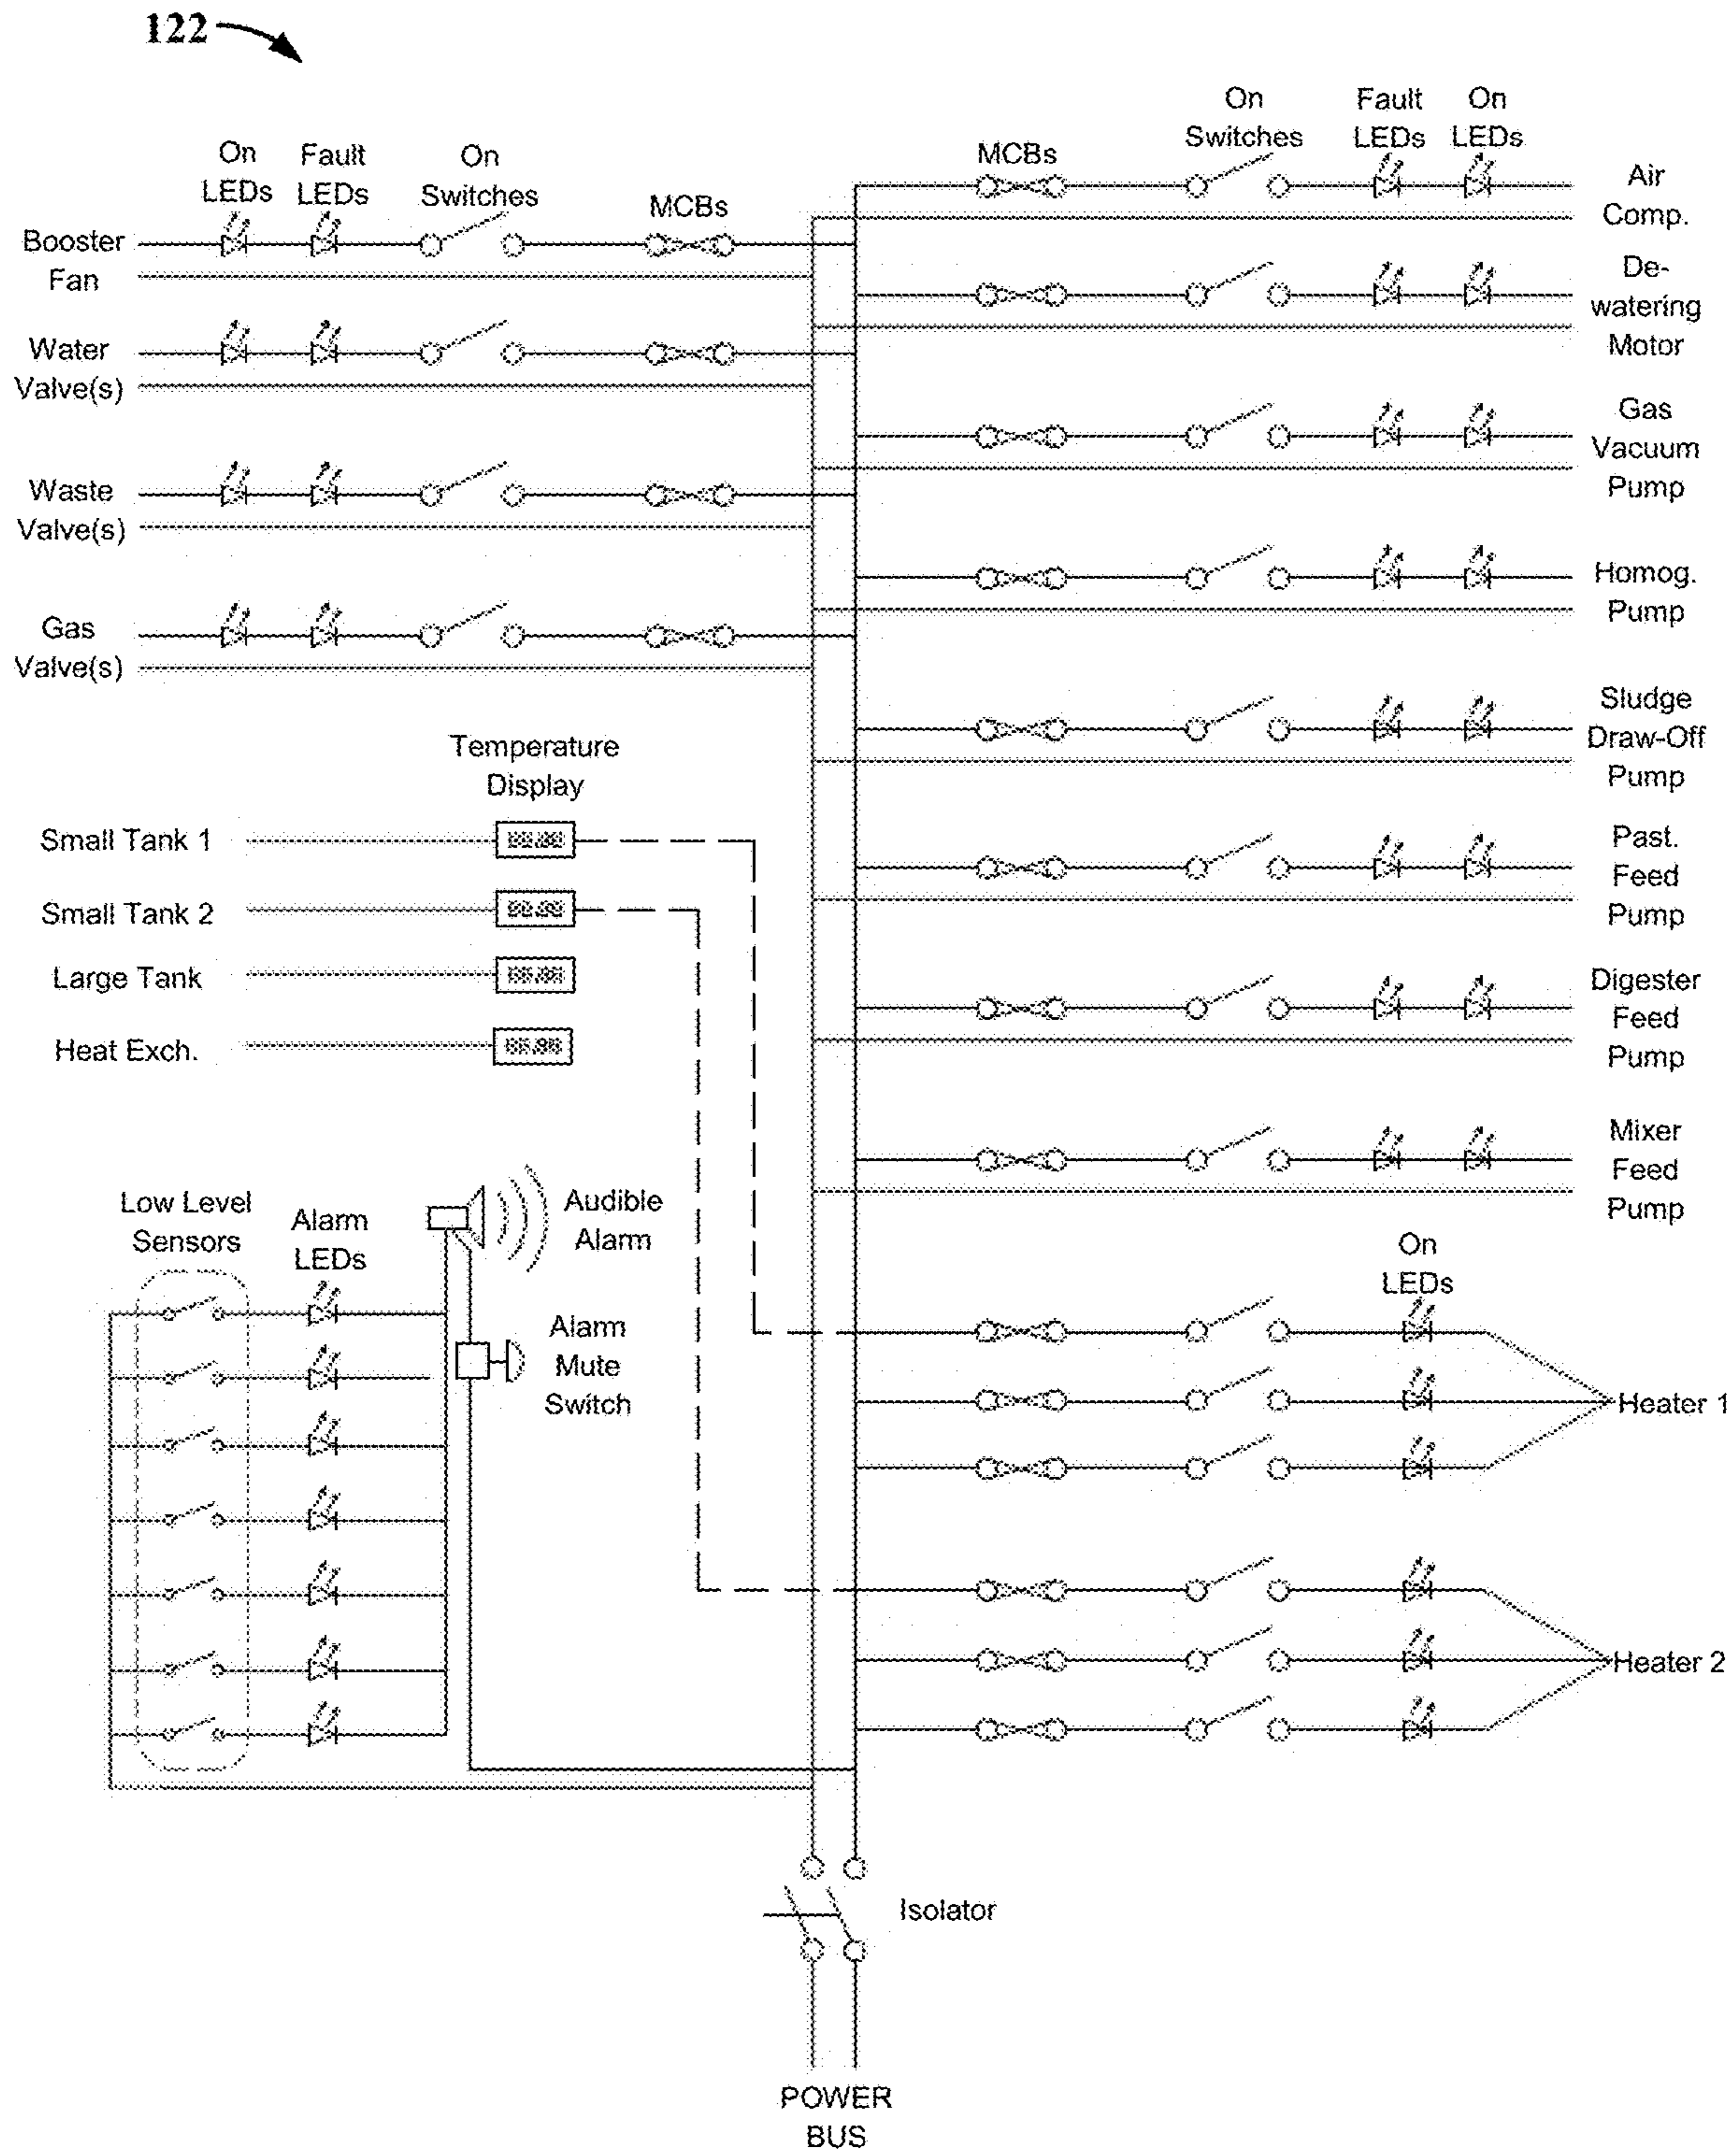 122
On
LEDs
Fault
LEDs
On
Switches
MCBs
Booster
Fan
Water
Valve(s)
Waste
Valve(s)
Gas
Valve(s)
MCBs
On
Switches
Fault
LEDs
On
LEDs
Air
Comp.
De-
watering
Motor
Gas
Vacuum
Pump
Homog.
Pump
Sludge
Draw-Off
Pump
Past.
Feed
Pump
Digester
Feed
Pump
Mixer
Feed
Pump
Temperature
Display
Small Tank 1
Small Tank 2
Large Tank
Heat Exch.
Low Level
Sensors
Alarm
LEDs
Audible
Alarm
Alarm
Mute
Switch
On
LEDs
Heater 1
Heater 2
Isolator
POWER
BUS